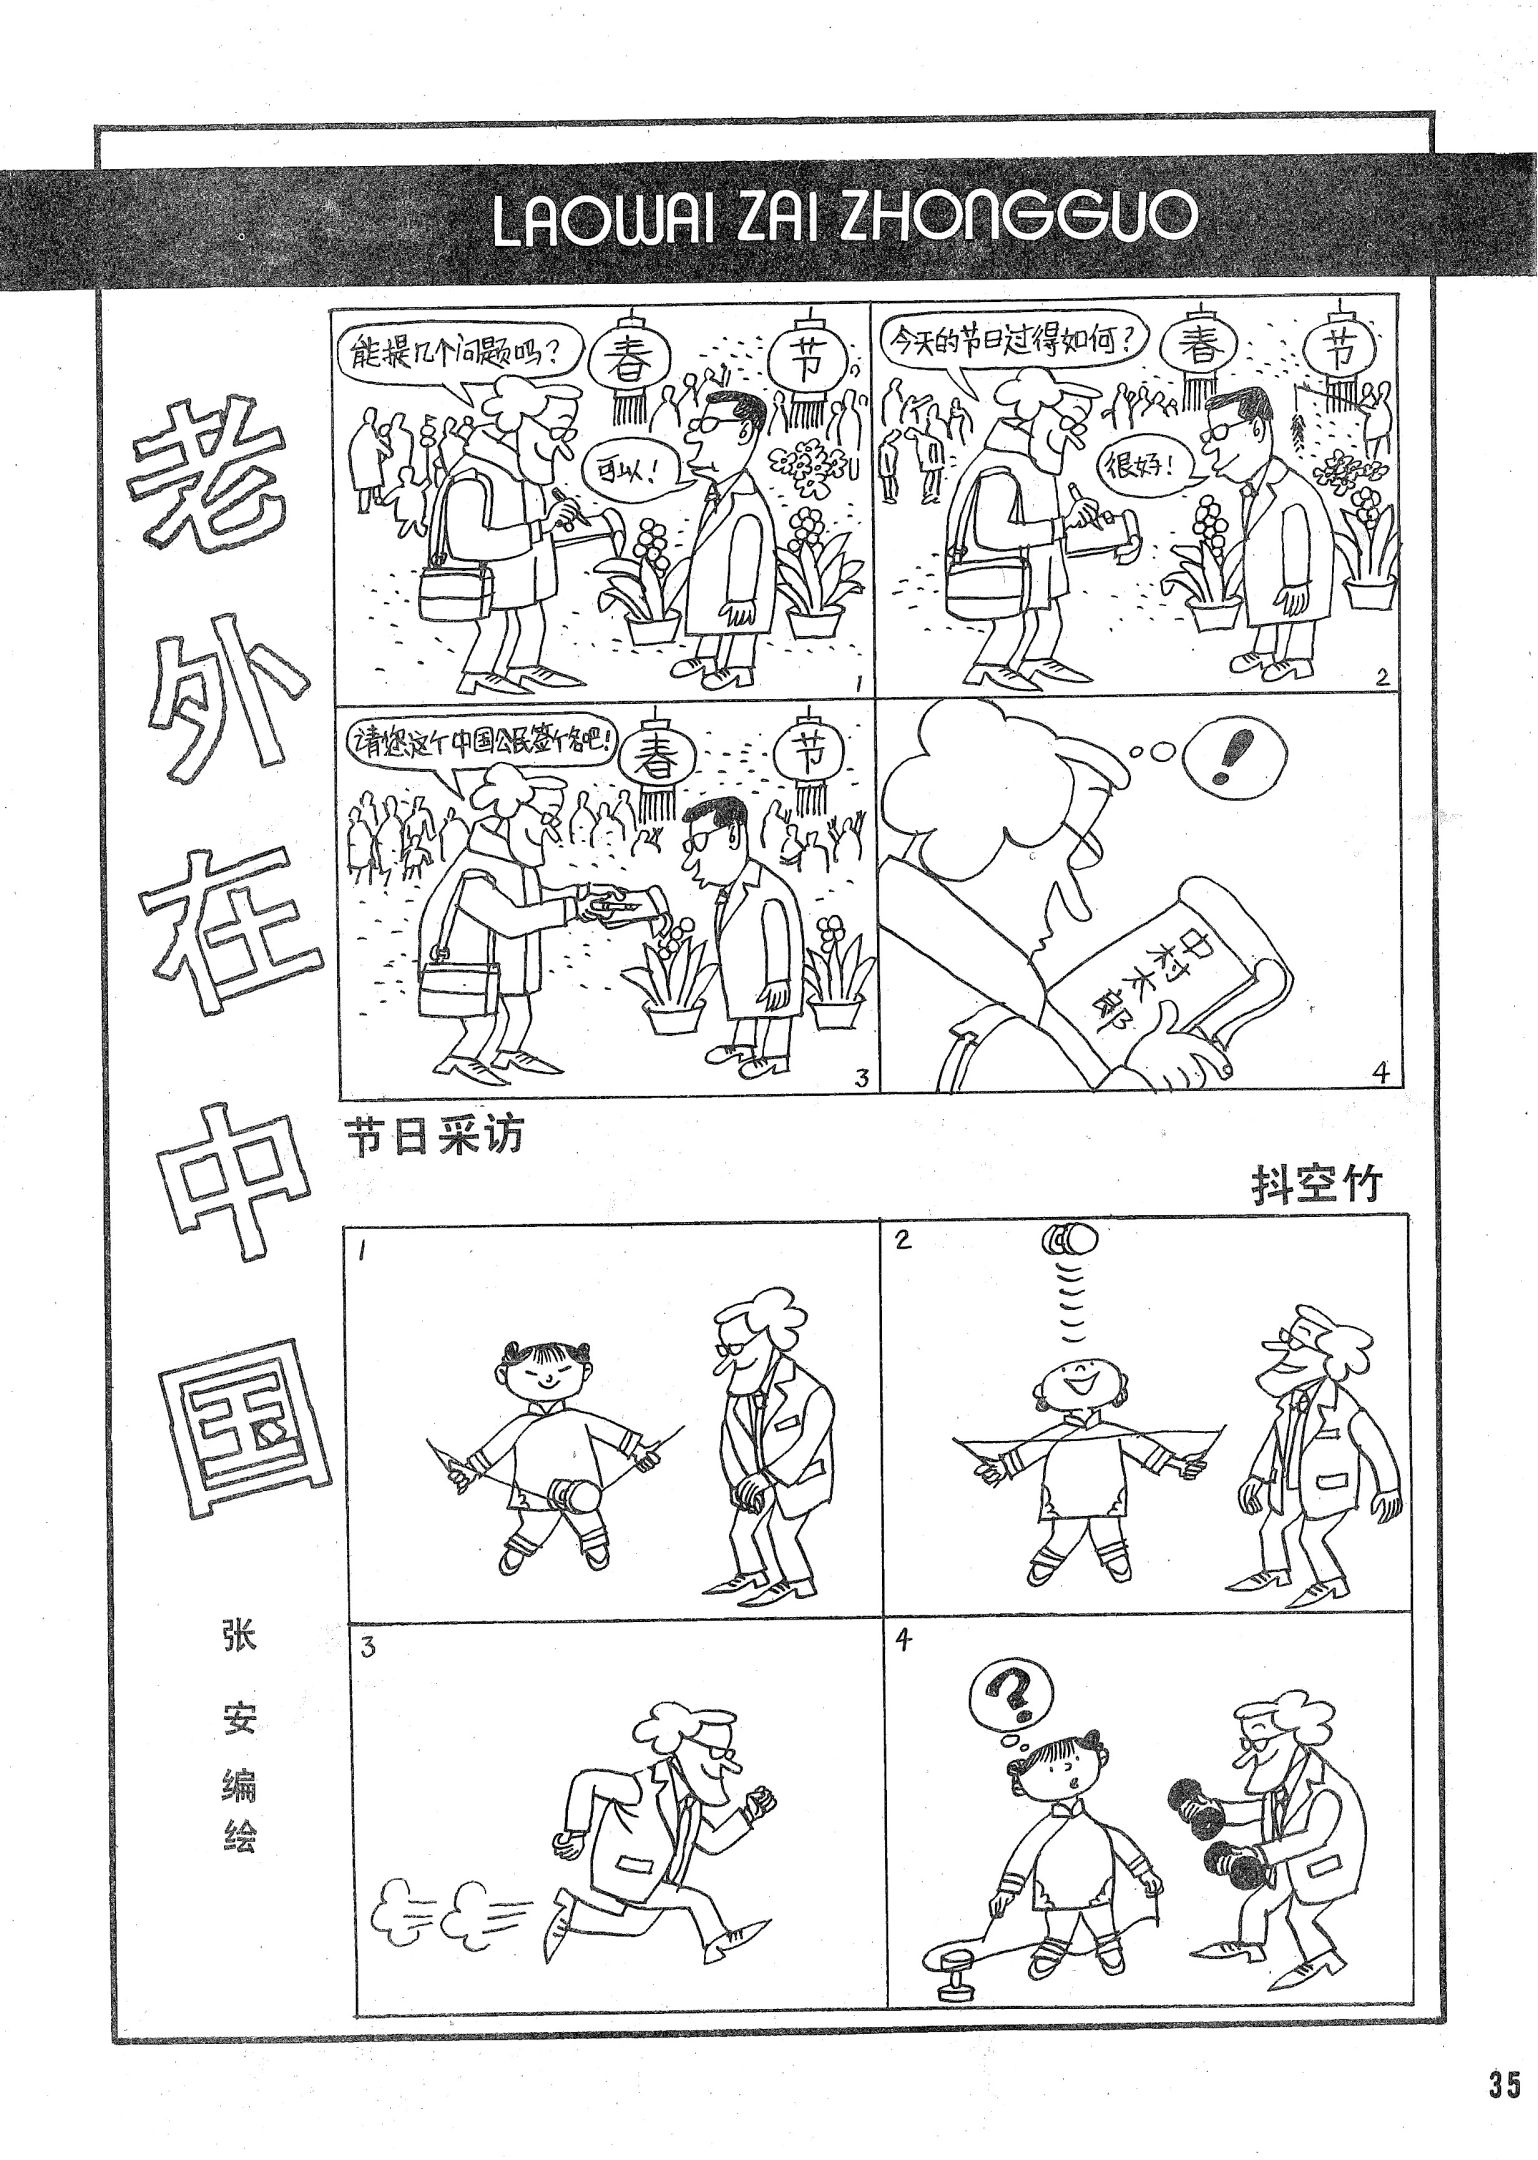 LAOWAI ZAI ZHONGGUO
老外在中国
张安编绘
能提几个问题吗?
春
节
可以!
1
今天的节日过得如何?
春
节
很好!
2
请您这个中国公民签个名吧!
春
节
3
!
中村太郎
4
节日采访
抖空竹
1
2
3
4
?
35